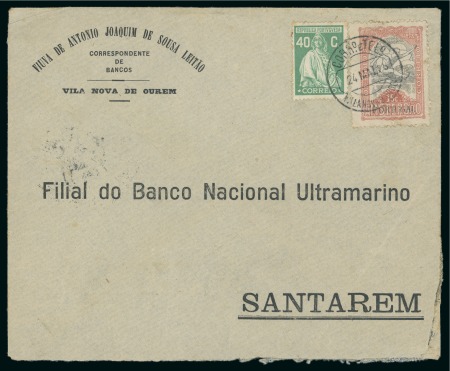 VIUVA DE ANTONIO JOAQUIM DE SOUSA LEITÃO
CORRESPONDENTE
DE
BANCOS
VILA NOVA DE OUREM
40 C.
CORREIO
Filial do Banco Nacional Ultramarino
SANTAREM